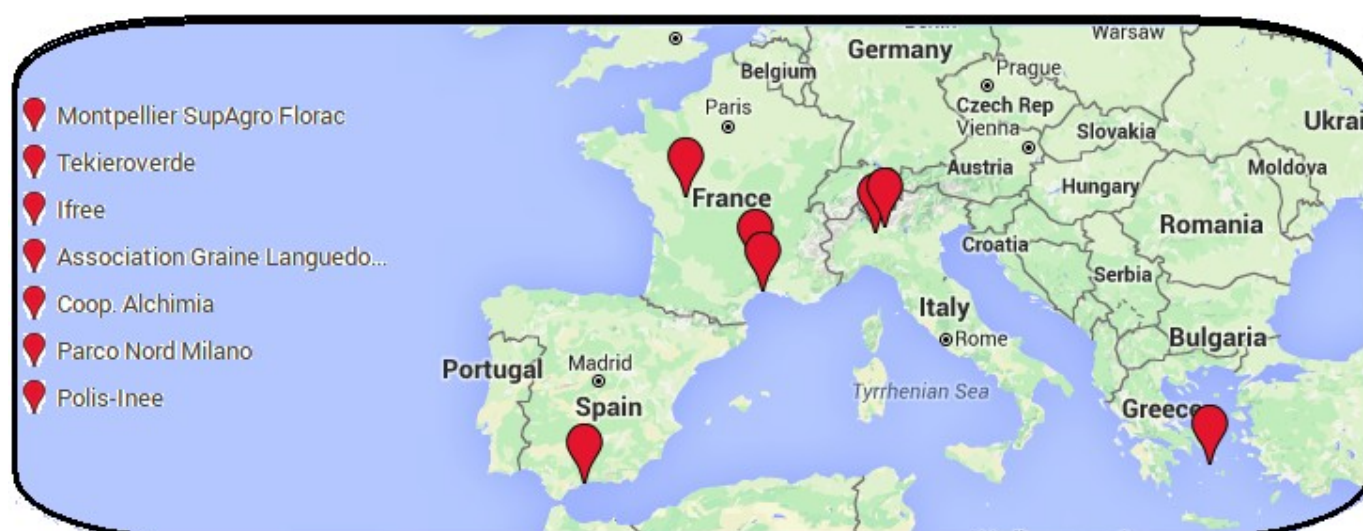 Montpellier SupAgro Florac
Tekieroverde
Ifree
Association Graine Languedo...
Coop. Alchimia
Parco Nord Milano
Polis-Inee
Warsaw
Germany
Belgium
Prague
Paris
Czech Rep
Ukrai
Vienna
Slovakia
Austria
Moldova
Hungary
France
Romania
Croatia
Serbia
Italy
Bulgaria
Rome
Portugal
Madrid
Tyrrhenian Sea
Spain
Greece